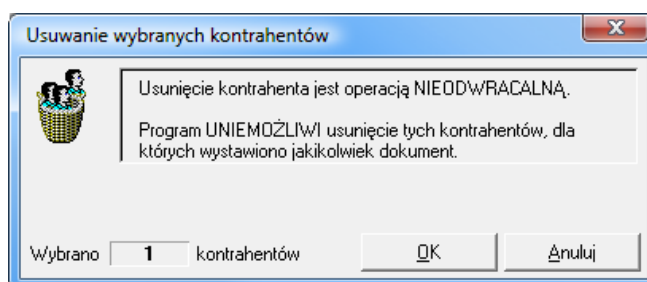 Usuwanie wybranych kontrahentów
Usunięcie kontrahenta jest operacją NIEODWRACALNĄ.
Program UNIEMOŻLIWI usunięcie tych kontrahentów, dla
których wystawiono jakikolwiek dokument.
Wybrano 1 kontrahentów OK Anuluj